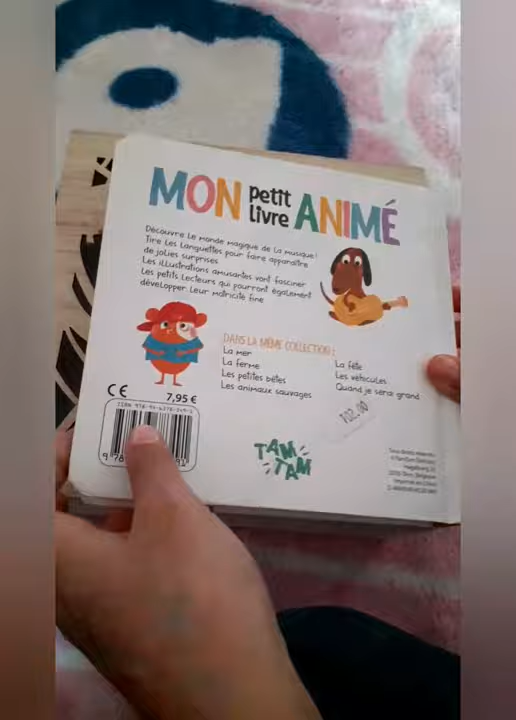 MON petit livre ANIMÉ
Découvre le monde magique de la musique!
Tire les languettes pour faire apparaître
de jolies surprises
Les illustrations amusantes vont fasciner
les petits lecteurs qui pourront également
développer leur motricité fine
DANS LA MÊME COLLECTION :
La mer
La ferme
Les petites bêtes
Les animaux sauvages
La fête
Les véhicules
Quand je serai grand
CE
7,95 €
112.00
TAM
TAM